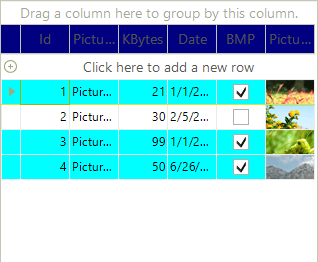 Drag a column here to group by this column.
Id Pictu... KBytes Date BMP Pictu...
Click here to add a new row
1 Pictur... 21 1/1/2...
2 Pictur... 30 2/5/2...
3 Pictur... 99 1/1/2...
4 Pictur... 50 6/26/...